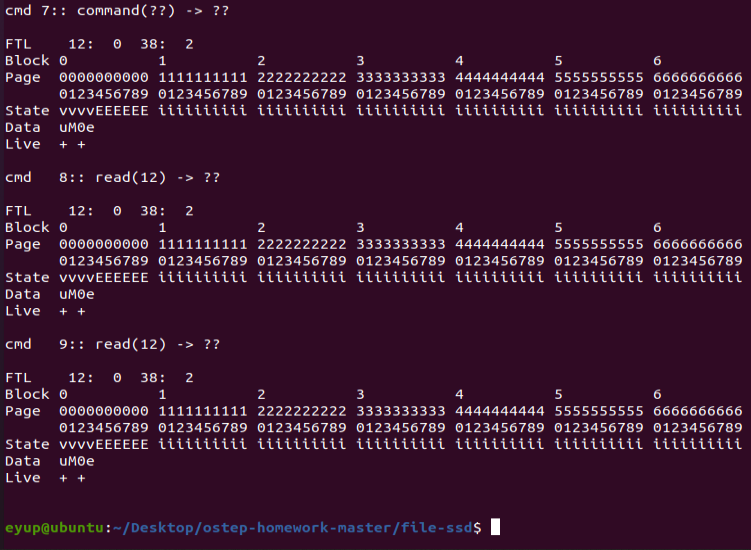 cmd 7:: command(??) -> ??
FTL    12:  0  38:  2
Block 0          1          2          3          4          5          6
Page  0000000000 1111111111 2222222222 3333333333 4444444444 5555555555 6666666666
      0123456789 0123456789 0123456789 0123456789 0123456789 0123456789 0123456789
State vvvvEEEEEE iiiiiiiiii iiiiiiiiii iiiiiiiiii iiiiiiiiii iiiiiiiiii iiiiiiiiii
Data  uM0e
Live  + +
cmd   8:: read(12) -> ??
FTL    12:  0  38:  2
Block 0          1          2          3          4          5          6
Page  0000000000 1111111111 2222222222 3333333333 4444444444 5555555555 6666666666
      0123456789 0123456789 0123456789 0123456789 0123456789 0123456789 0123456789
State vvvvEEEEEE iiiiiiiiii iiiiiiiiii iiiiiiiiii iiiiiiiiii iiiiiiiiii iiiiiiiiii
Data  uM0e
Live  + +
cmd   9:: read(12) -> ??
FTL    12:  0  38:  2
Block 0          1          2          3          4          5          6
Page  0000000000 1111111111 2222222222 3333333333 4444444444 5555555555 6666666666
      0123456789 0123456789 0123456789 0123456789 0123456789 0123456789 0123456789
State vvvvEEEEEE iiiiiiiiii iiiiiiiiii iiiiiiiiii iiiiiiiiii iiiiiiiiii iiiiiiiiii
Data  uM0e
Live  + +
eyup@ubuntu:~/Desktop/ostep-homework-master/file-ssd$